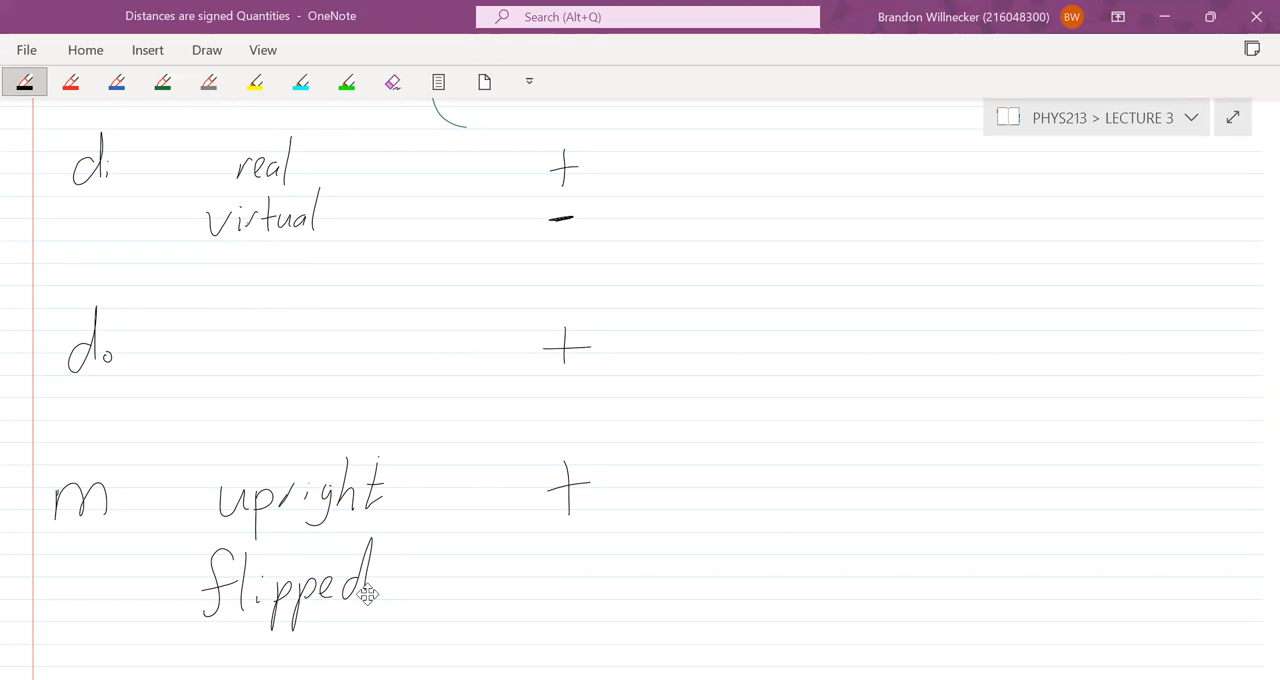 Distances are signed Quantities - OneNote
Search (Alt+Q)
Brandon Willnecker (216048300) BW
File Home Insert Draw View
PHYS213 > LECTURE 3
di real +
virtual -
do +
m upright +
flipped